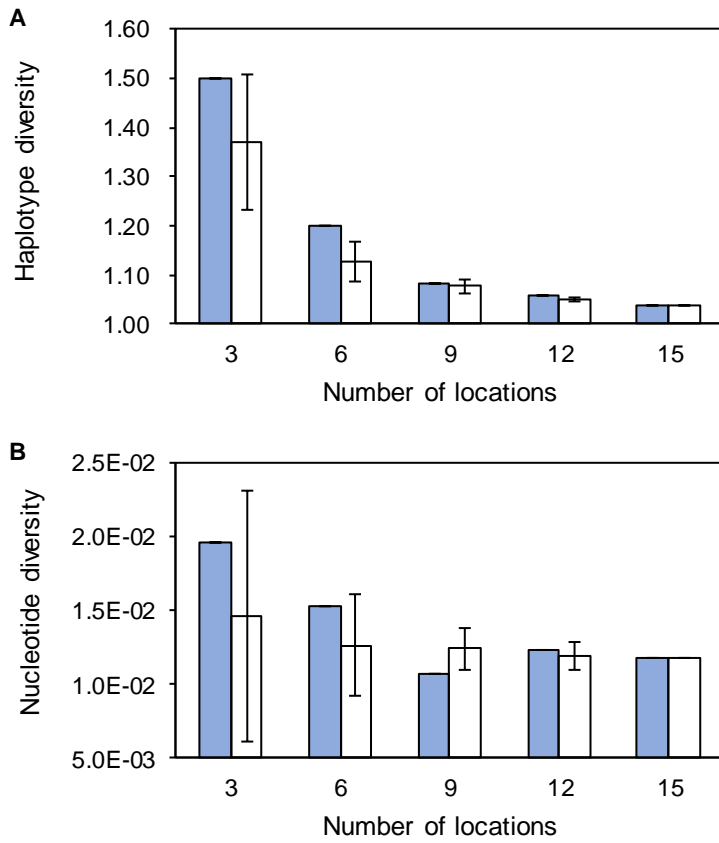 A
1.60
1.50
1.40
1.30
1.20
1.10
1.00
Haplotype diversity
3 6 9 12 15
Number of locations
B
2.5E-02
2.0E-02
1.5E-02
1.0E-02
5.0E-03
Nucleotide diversity
3 6 9 12 15
Number of locations